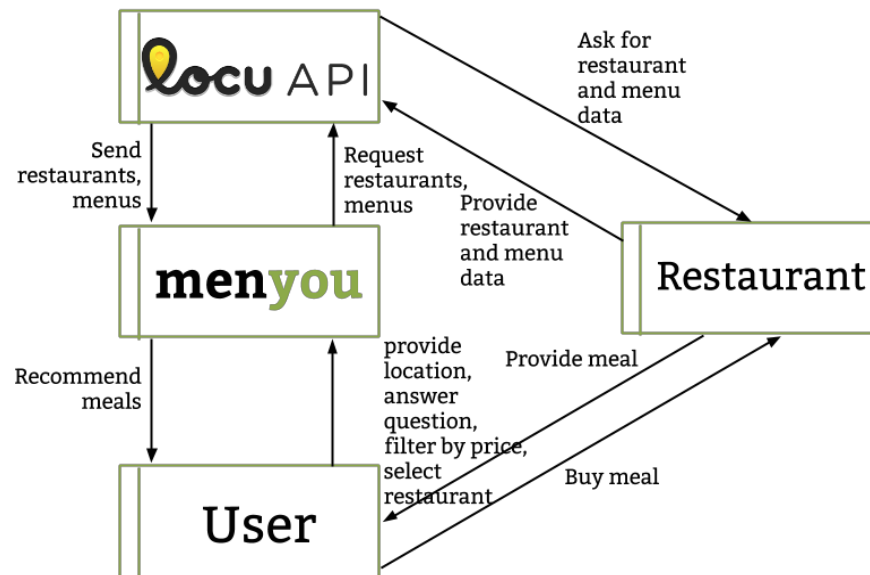 locu API
Ask for
restaurant
and menu
data
Send
restaurants,
menus
Request
restaurants,
menus
Provide
restaurant
and menu
data
menyou
Restaurant
Recommend
meals
provide
location,
answer
question,
filter by price,
select
restaurant
Provide meal
Buy meal
User